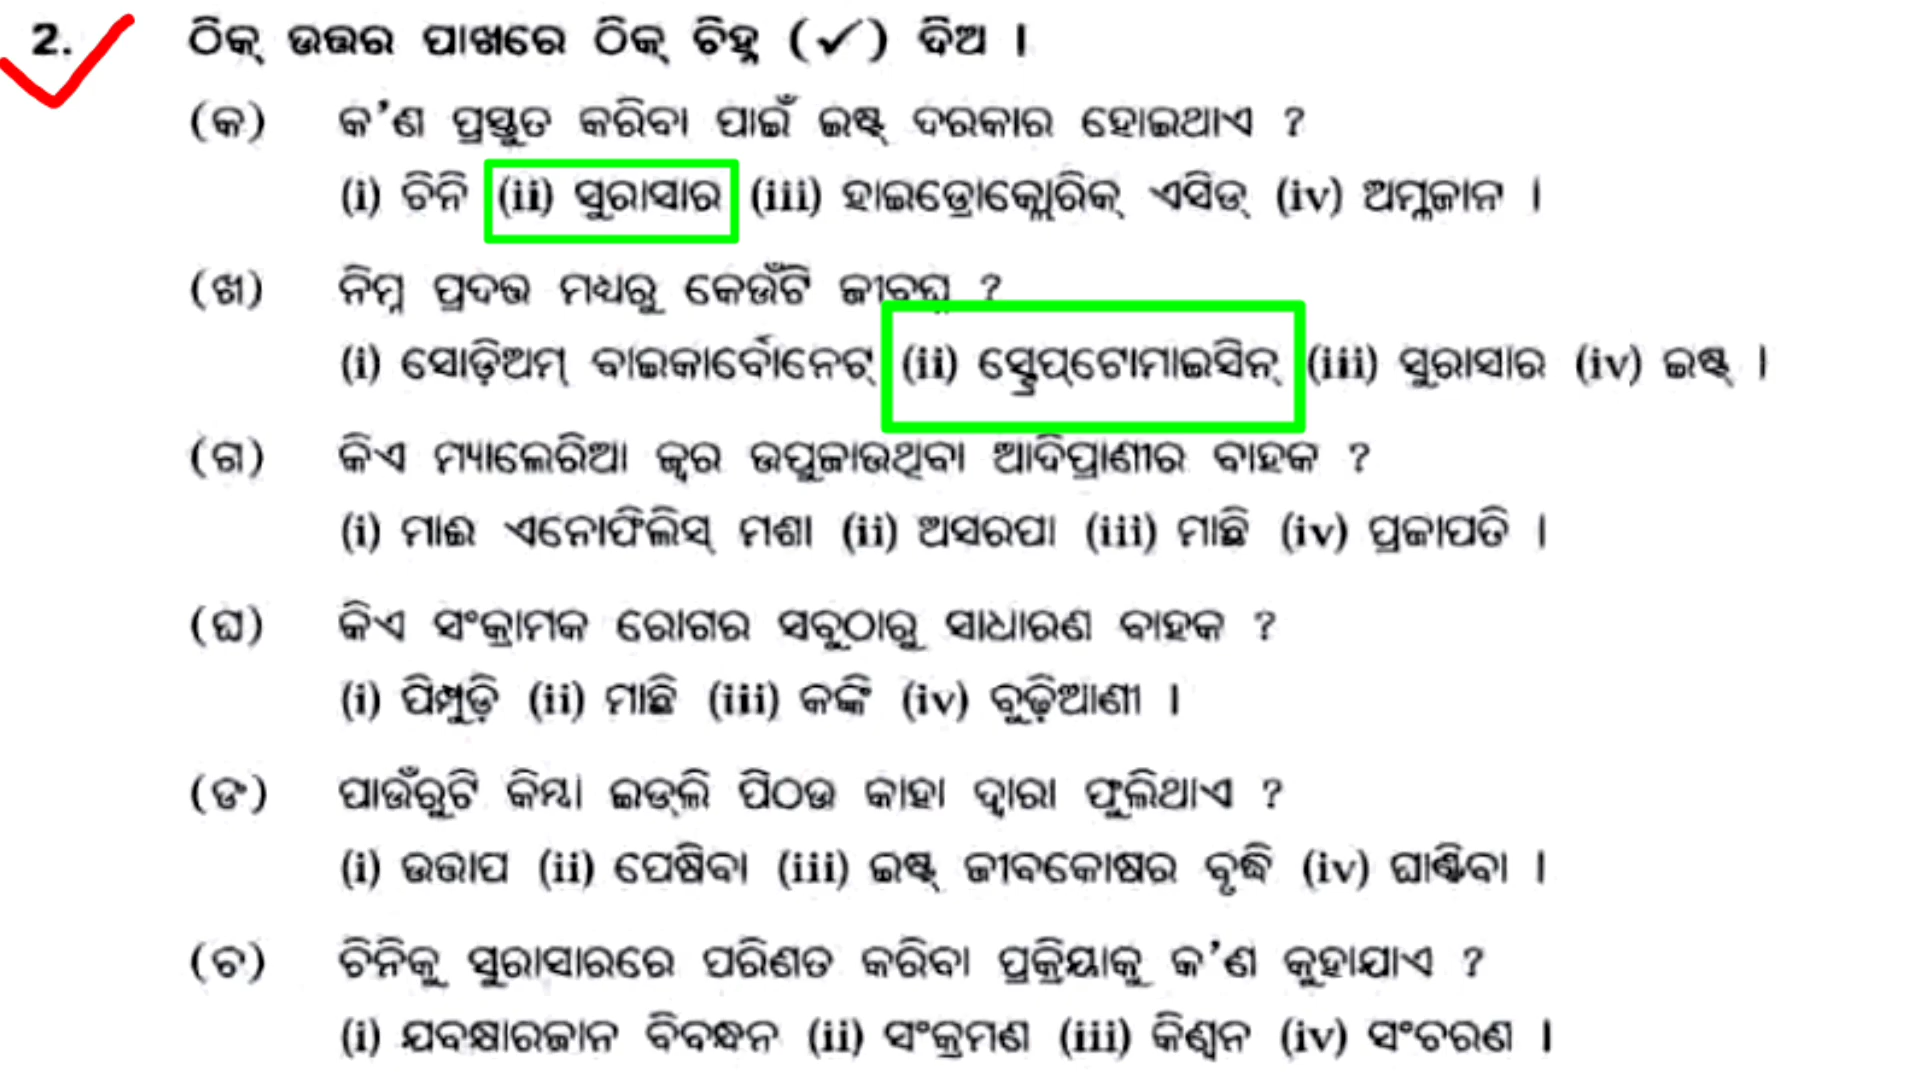 2. ଠିକ୍ ଉତ୍ତର ପାଖରେ ଠିକ୍ ଚିହ୍ନ (✓) ଦିଅ ।
(କ) କ'ଣ ପ୍ରସ୍ତୁତ କରିବା ପାଇଁ ଇଷ୍ଟ୍ ଦରକାର ହୋଇଥାଏ ?
(i) ଚିନି (ii) ସୁରାସାର (iii) ହାଇଡ୍ରୋକ୍ଲୋରିକ୍ ଏସିଡ୍ (iv) ଅମ୍ଳଜାନ ।
(ଖ) ନିମ୍ନ ପ୍ରଦତ୍ତ ମଧ୍ୟରୁ କେଉଁଟି ଜୀବଘ୍ନ ?
(i) ସୋଡ଼ିଅମ୍ ବାଇକାର୍ବୋନେଟ୍ (ii) ସ୍ଟ୍ରେପ୍‌ଟୋମାଇସିନ୍ (iii) ସୁରାସାର (iv) ଇଷ୍ଟ୍ ।
(ଗ) କିଏ ମ୍ୟାଲେରିଆ ଜ୍ୱର ଉପୁଜାଉଥିବା ଆଦିପ୍ରାଣୀର ବାହକ ?
(i) ମାଈ ଏନୋଫିଲିସ୍ ମଶା (ii) ଅସରପା (iii) ମାଛି (iv) ପ୍ରଜାପତି ।
(ଘ) କିଏ ସଂକ୍ରାମକ ରୋଗର ସବୁଠାରୁ ସାଧାରଣ ବାହକ ?
(i) ପିମ୍ପୁଡ଼ି (ii) ମାଛି (iii) କଙ୍କି (iv) ବୁଢ଼ିଆଣୀ ।
(ଙ) ପାଉଁରୁଟି କିମ୍ବା ଇଡ୍‌ଲି ପିଠଉ କାହା ଦ୍ୱାରା ଫୁଲିଥାଏ ?
(i) ଉତ୍ତାପ (ii) ପେଷିବା (iii) ଇଷ୍ଟ୍ ଜୀବକୋଷର ବୃଦ୍ଧି (iv) ଘାଣ୍ଟିବା ।
(ଚ) ଚିନିକୁ ସୁରାସାରରେ ପରିଣତ କରିବା ପ୍ରକ୍ରିୟାକୁ କ'ଣ କୁହାଯାଏ ?
(i) ଯବକ୍ଷାରଜାନ ବିବନ୍ଧନ (ii) ସଂକ୍ରମଣ (iii) କିଣ୍ୱନ (iv) ସଂଚରଣ ।